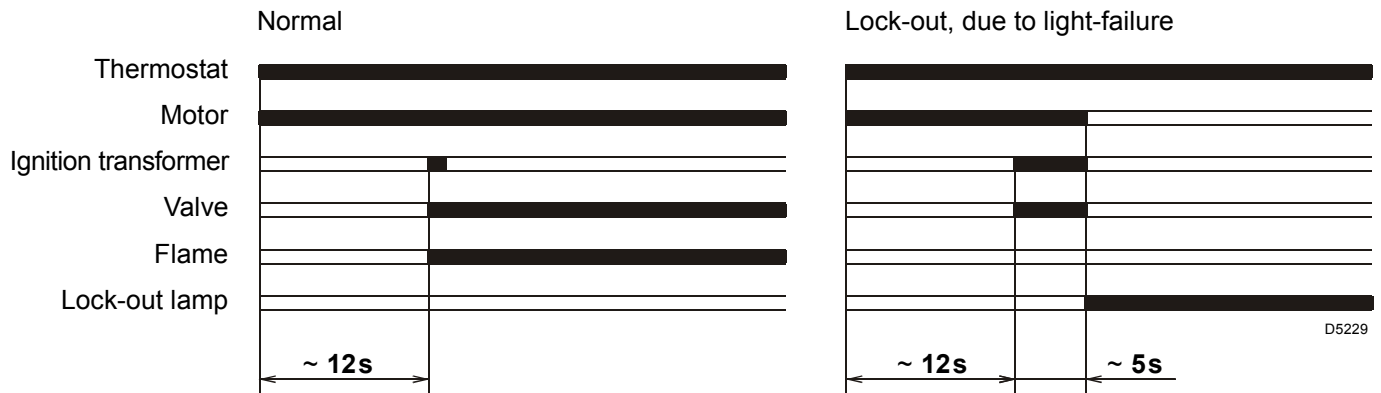 Normal
Lock-out, due to light-failure
Thermostat
Motor
Ignition transformer
Valve
Flame
Lock-out lamp
D5229
~ 12s
~ 12s
~ 5s